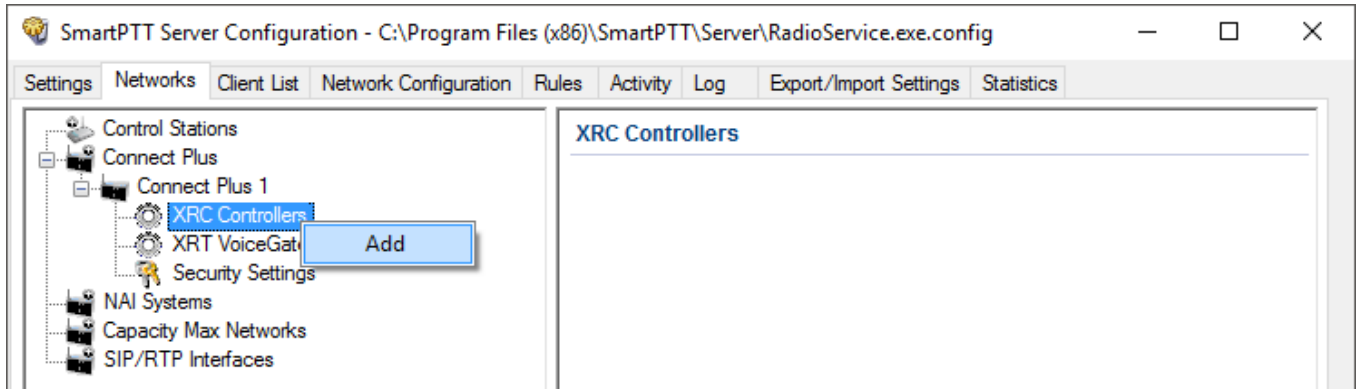 SmartPTT Server Configuration - C:\Program Files (x86)\SmartPTT\Server\RadioService.exe.config
Settings Networks Client List Network Configuration Rules Activity Log Export/Import Settings Statistics
Control Stations
Connect Plus
Connect Plus 1
XRC Controllers
XRT VoiceGat
Security Settings
NAI Systems
Capacity Max Networks
SIP/RTP Interfaces
Add
XRC Controllers